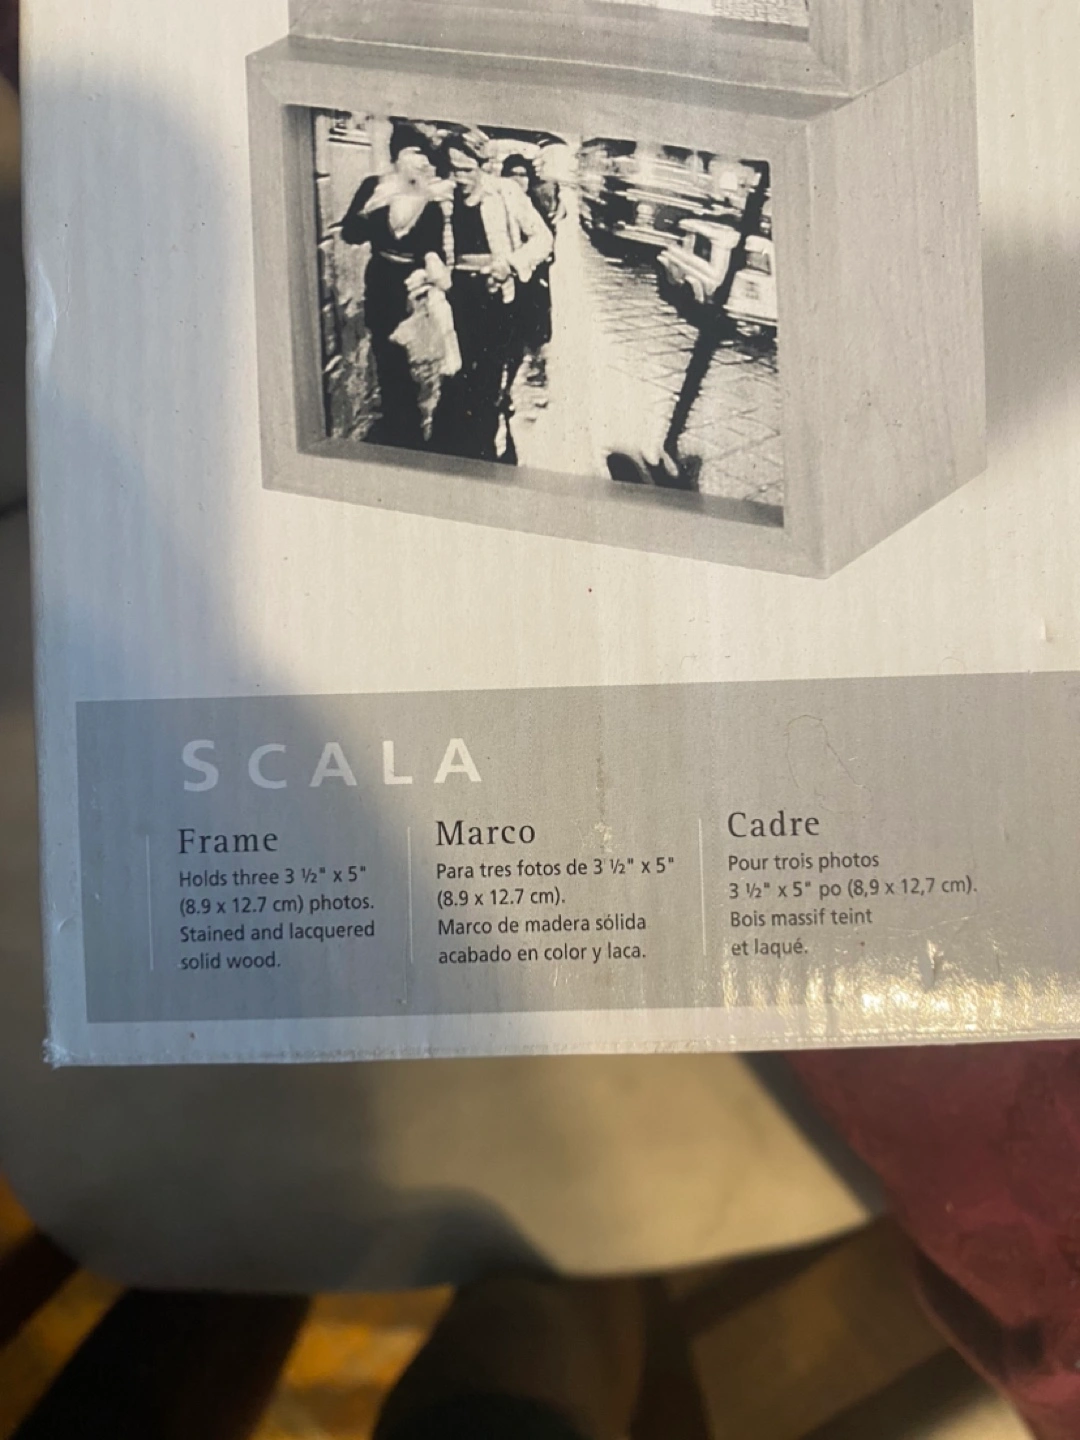 SCALA
Frame
Holds three 3 ½" x 5"
(8.9 x 12.7 cm) photos.
Stained and lacquered
solid wood.
Marco
Para tres fotos de 3 ½" x 5"
(8.9 x 12.7 cm).
Marco de madera sólida
acabado en color y laca.
Cadre
Pour trois photos
3 ½" x 5" po (8,9 x 12,7 cm).
Bois massif teint
et laqué.